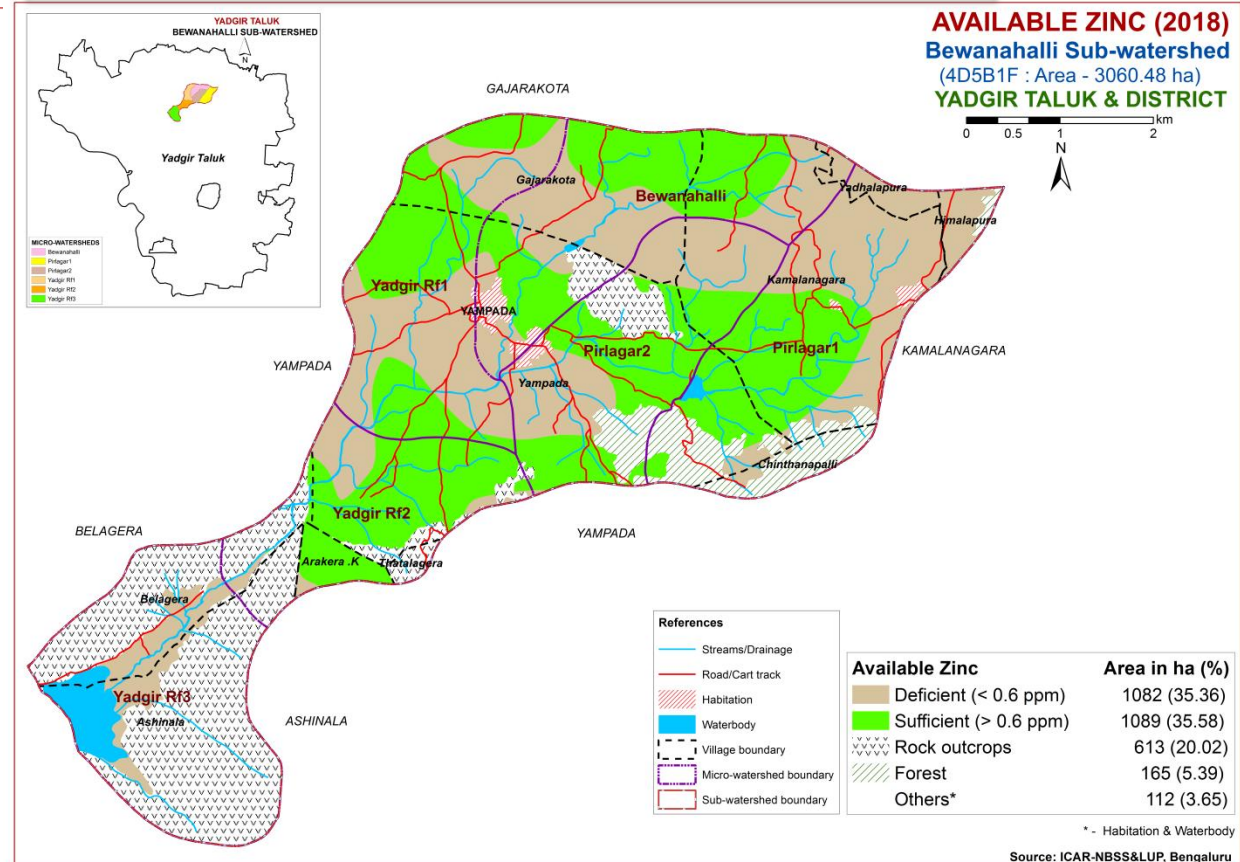 AVAILABLE ZINC (2018)
Bewanahalli Sub-watershed
(4D5B1F : Area - 3060.48 ha)
YADGIR TALUK & DISTRICT
km
0 0.5 1 2
N
YADGIR TALUK
BEWANAHALLI SUB-WATERSHED
N
Yadgir Taluk
MICRO-WATERSHEDS
Bewanahalli
Pirlagar1
Pirlagar2
Yadgir Rf1
Yadgir Rf2
Yadgir Rf3
GAJARAKOTA
Gajarakota
Bewanahalli
Yadhalapura
Himalapura
Yadgir Rf1
Kamalanagara
YAMPADA
Pirlagar2
Pirlagar1
KAMALANAGARA
YAMPADA
Yampada
Chinthanapalli
Yadgir Rf2
BELAGERA
YAMPADA
Arakera .K
Thatalagera
Belagera
Yadgir Rf3
Ashinala
ASHINALA
References
Streams/Drainage
Road/Cart track
Habitation
Waterbody
Village boundary
Micro-watershed boundary
Sub-watershed boundary
Available Zinc Area in ha (%)
Deficient (< 0.6 ppm) 1082 (35.36)
Sufficient (> 0.6 ppm) 1089 (35.58)
Rock outcrops 613 (20.02)
Forest 165 (5.39)
Others* 112 (3.65)
* - Habitation & Waterbody
Source: ICAR-NBSS&LUP, Bengaluru